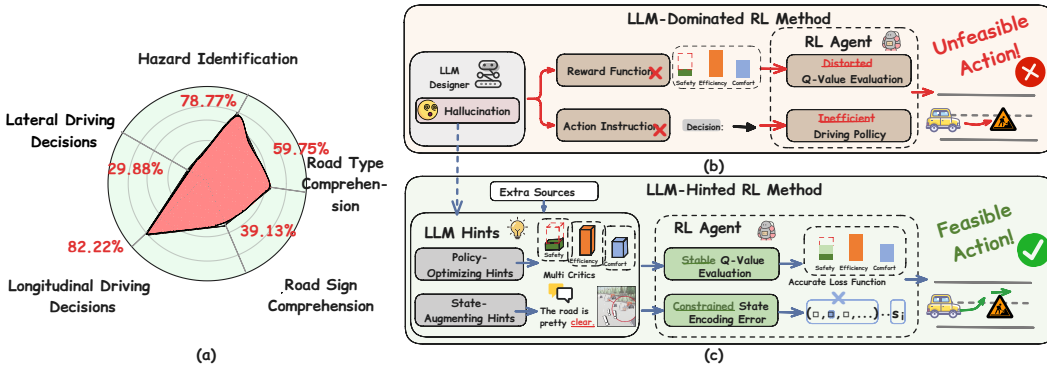 Hazard Identification
78.77%
Lateral Driving
Decisions
29.88%
59.75%
Road Type
Comprehen-
sion
39.13%
82.22%
Longitudinal Driving
Decisions
Road Sign
Comprehension
(a)
LLM-Dominated RL Method
LLM
Designer
Hallucination
Reward Function
Safety
Efficiency
Comfort
Action Instruction
Decision:
RL Agent
Distorted
Q-Value Evaluation
Inefficient
Driving Pollicy
Unfeasible
Action!
(b)
LLM-Hinted RL Method
Extra Sources
LLM Hints
Policy-
Optimizing Hints
State-
Augmenting Hints
Safety
Efficiency
Comfort
Multi Critics
The road is
pretty clear.
RL Agent
Stable Q-Value
Evaluation
Constrained State
Encoding Error
Safety
Efficiency
Comfort
Accurate Loss Function
(□,□,□,...)··s¡
Feasible
Action!
(c)